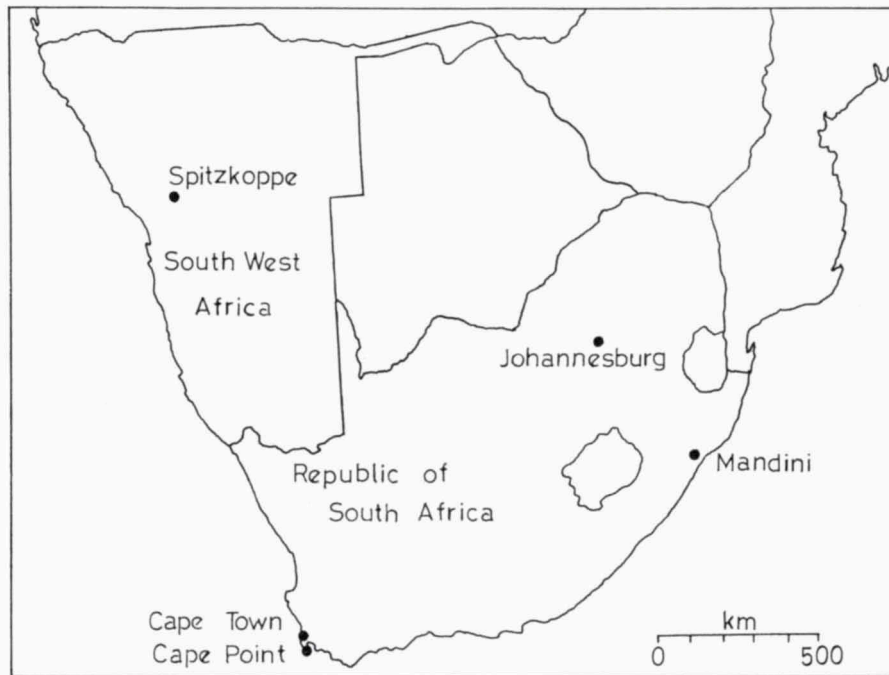 Spitzkoppe
South West
Africa
Johannesburg
Mandini
Republic of
South Africa
Cape Town
Cape Point
km
0 500